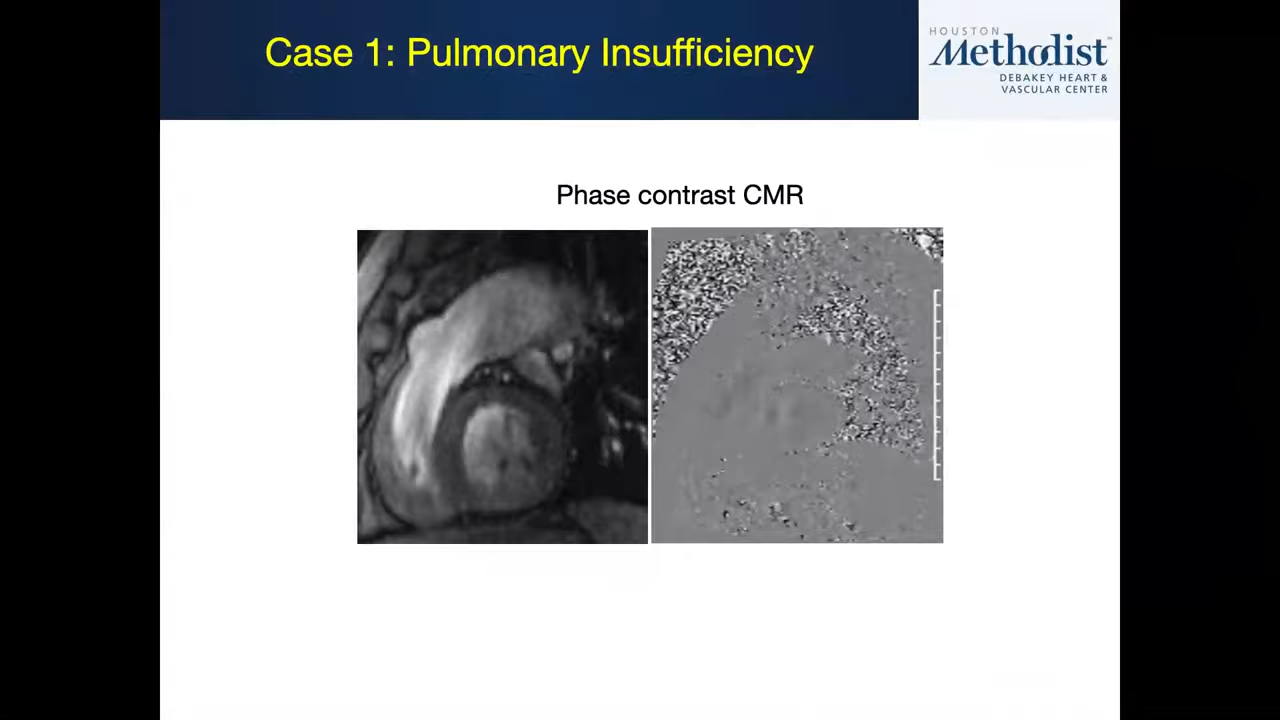 Case 1: Pulmonary Insufficiency
HOUSTON
Methodist
DEBAKEY HEART &
VASCULAR CENTER
Phase contrast CMR